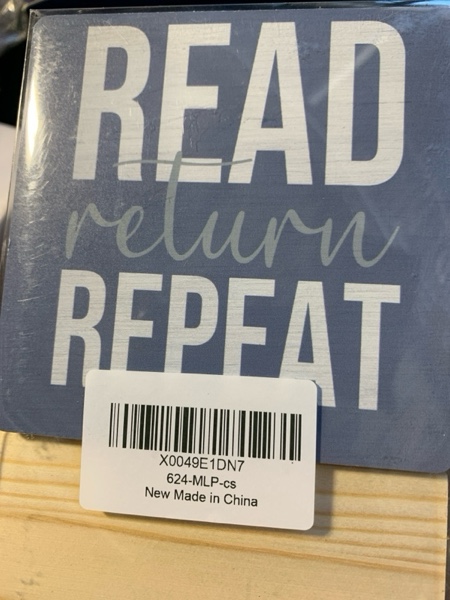 READ
return
REPEAT
X0049E1DN7
624-MLP-cs
New Made in China